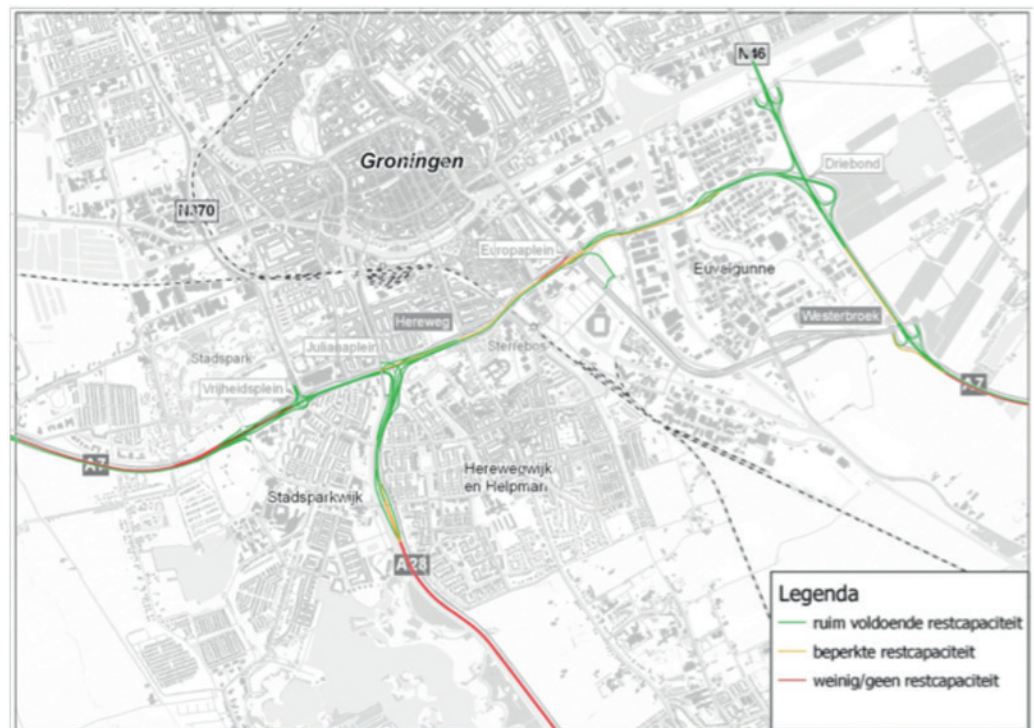 N46
Groningen
Driebond
N370
Europaplein
Euvelgunne
Hereweg
Westerbroek
Julianaplein
Sterrebos
Stadspark
Vrijheidsplein
A7
A7
Herewegwijk
en Helpman
Stadsparkwijk
A28
Legenda
ruim voldoende restcapaciteit
beperkte restcapaciteit
weinig/geen restcapaciteit